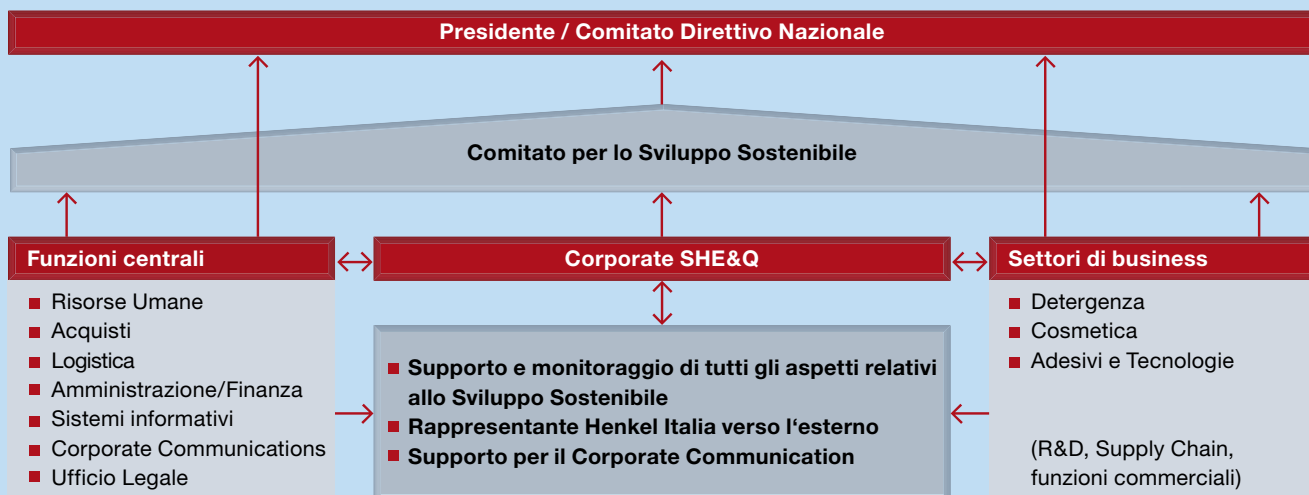 Presidente / Comitato Direttivo Nazionale
Comitato per lo Sviluppo Sostenibile
Funzioni centrali
Risorse Umane
Acquisti
Logistica
Amministrazione/Finanza
Sistemi informativi
Corporate Communications
Ufficio Legale
Corporate SHE&Q
Supporto e monitoraggio di tutti gli aspetti relativi
allo Sviluppo Sostenibile
Rappresentante Henkel Italia verso l‘esterno
Supporto per il Corporate Communication
Settori di business
Detergenza
Cosmetica
Adesivi e Tecnologie
(R&D, Supply Chain,
funzioni commerciali)